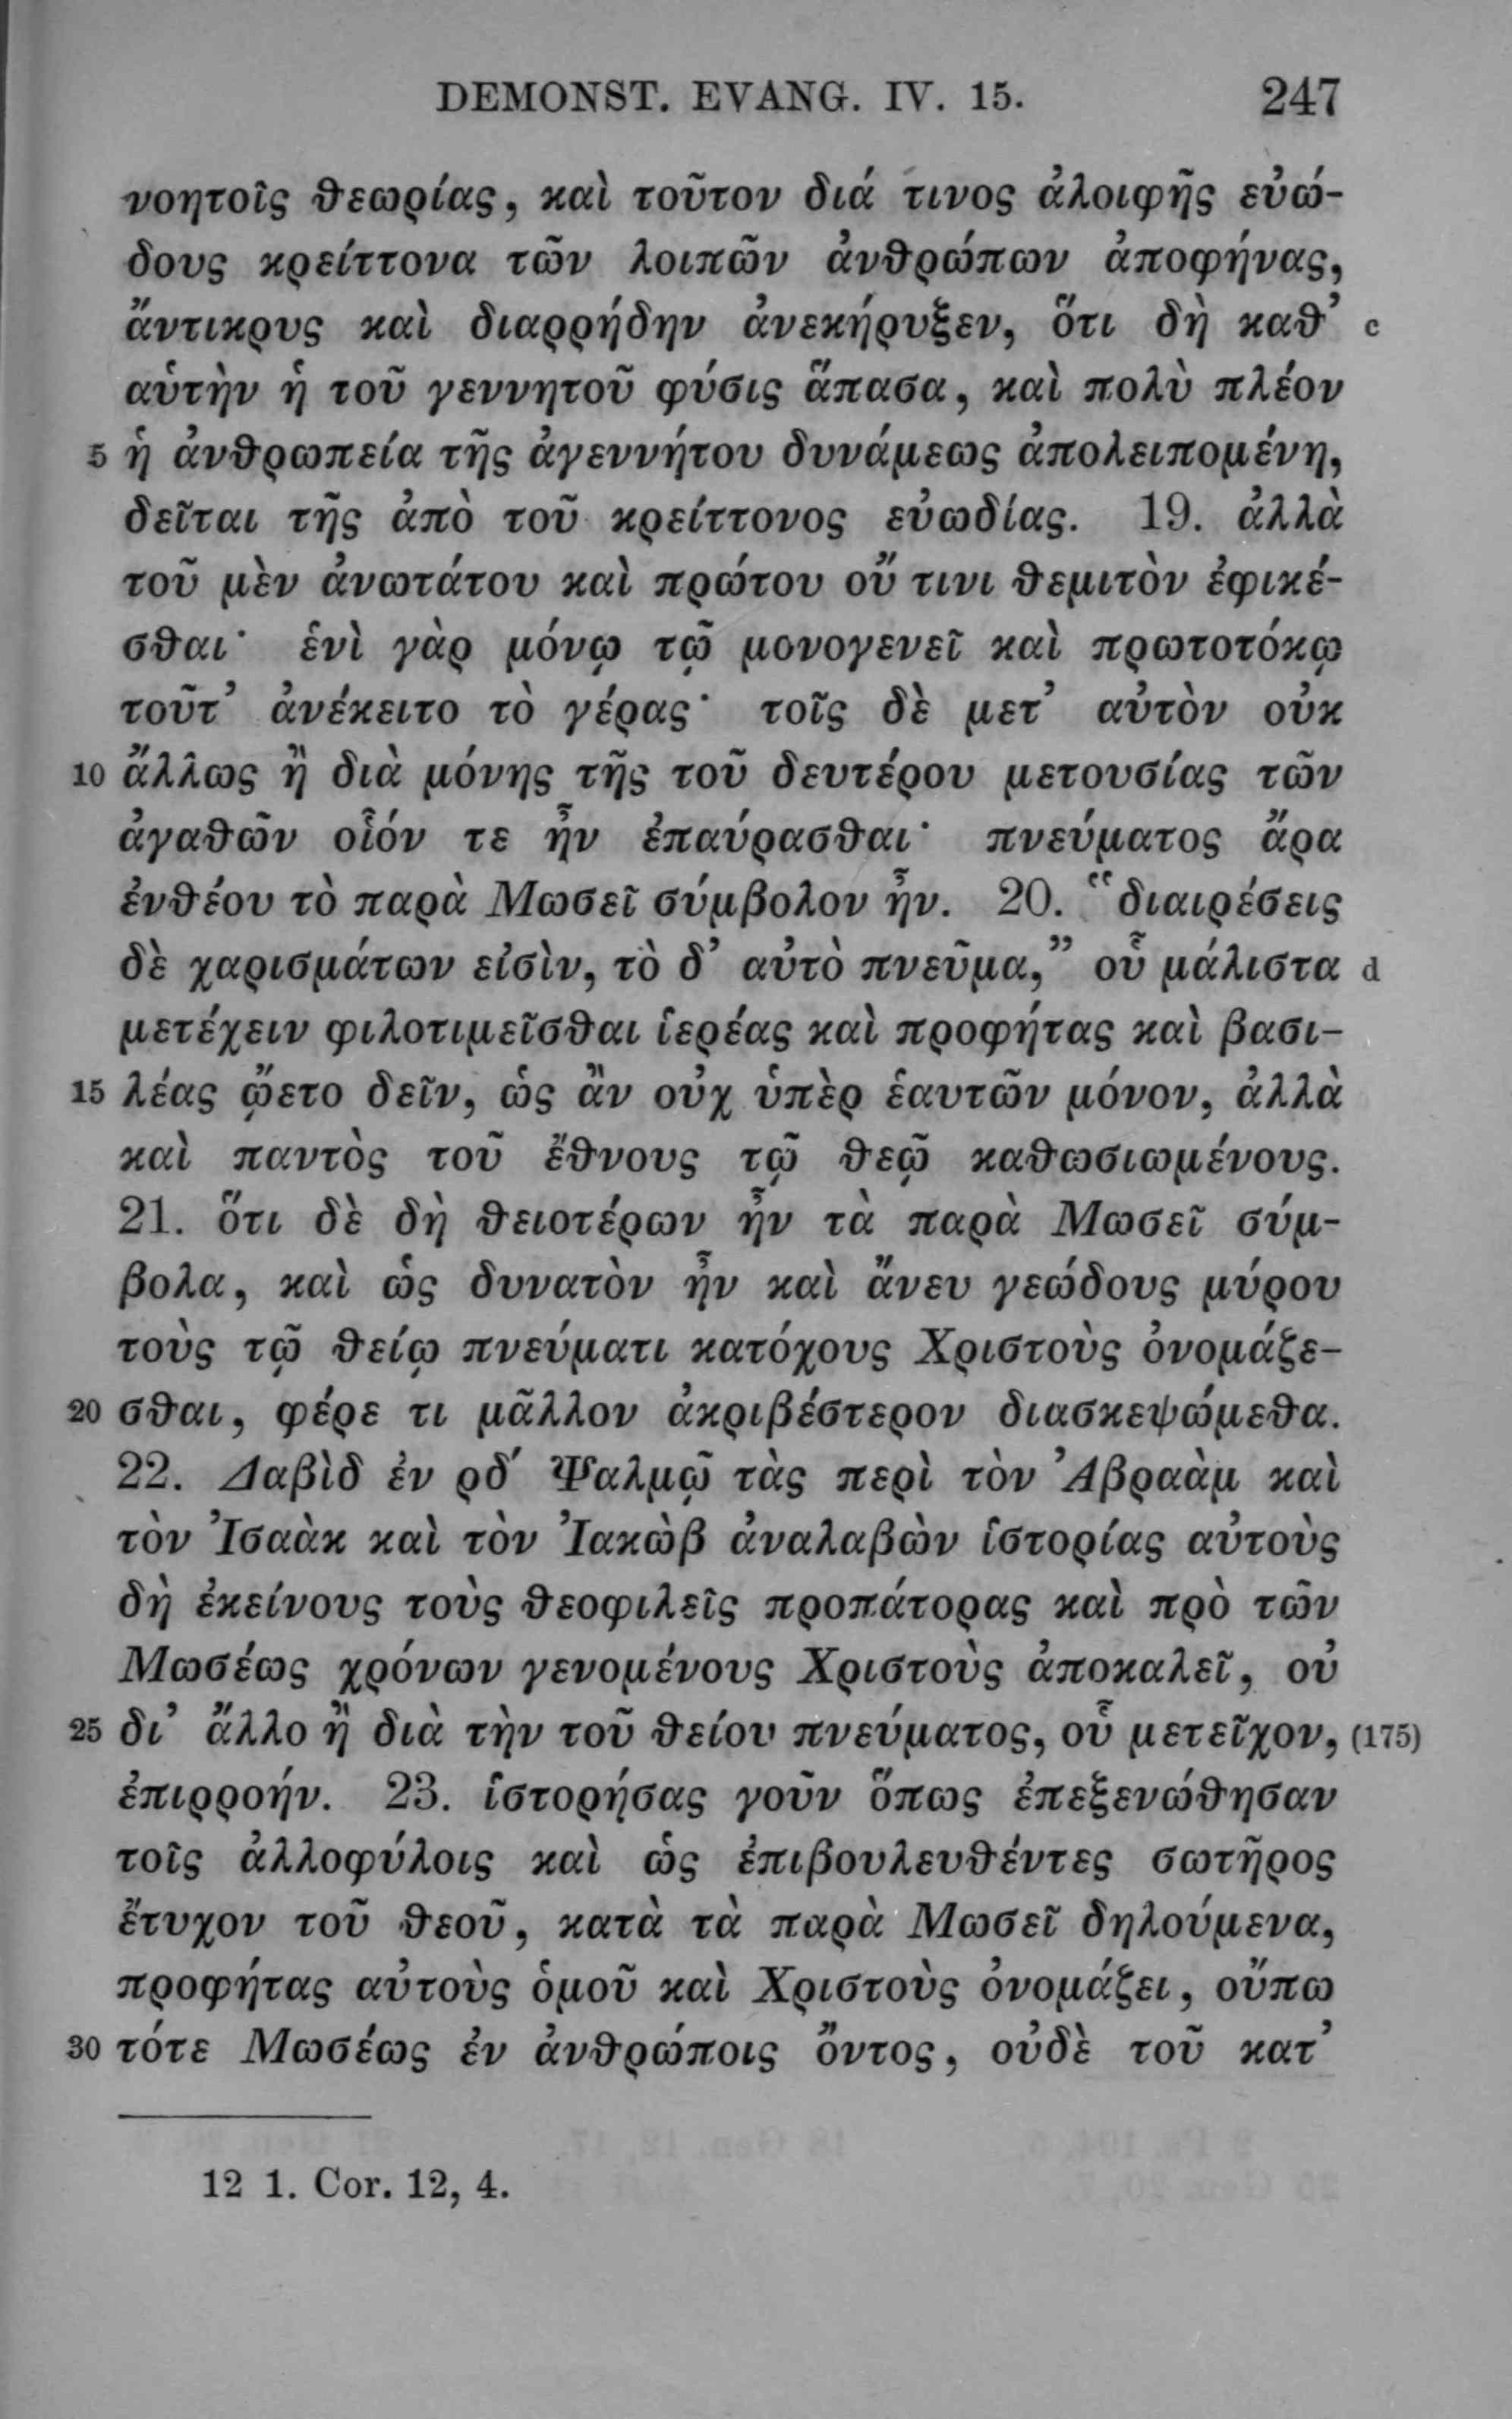 DEMONST. EVANG. IV. 15. 247
νοητοῖς θεωρίας, καὶ τοῦτον διά τινος ἀλοιφῆς εὐώ-
δους κρείττονα τῶν λοιπῶν ἀνθρώπων ἀποφήνας,
ἄντικρυς καὶ διαρρήδην ἀνεκήρυξεν, ὅτι δὴ καθ’ c
αὑτὴν ἡ τοῦ γεννητοῦ φύσις ἅπασα, καὶ πολὺ πλέον
5 ἡ ἀνθρωπεία τῆς ἀγεννήτου δυνάμεως ἀπολειπομένη,
δεῖται τῆς ἀπὸ τοῦ κρείττονος εὐωδίας. 19. ἀλλὰ
τοῦ μὲν ἀνωτάτου καὶ πρώτου οὔ τινι θεμιτὸν ἐφικέ-
σθαι· ἑνὶ γὰρ μόνῳ τῷ μονογενεῖ καὶ πρωτοτόκῳ
τοῦτ’ ἀνέκειτο τὸ γέρας· τοῖς δὲ μετ’ αὐτὸν οὐκ
10 ἄλλως ἢ διὰ μόνης τῆς τοῦ δευτέρου μετουσίας τῶν
ἀγαθῶν οἷόν τε ἦν ἐπαύρασθαι· πνεύματος ἄρα
ἐνθέου τὸ παρὰ Μωσεῖ σύμβολον ἦν. 20. “διαιρέσεις
δὲ χαρισμάτων εἰσὶν, τὸ δ’ αὐτὸ πνεῦμα,” οὗ μάλιστα d
μετέχειν φιλοτιμεῖσθαι ἱερέας καὶ προφήτας καὶ βασι-
15 λέας ᾤετο δεῖν, ὡς ἂν οὐχ ὑπὲρ ἑαυτῶν μόνον, ἀλλὰ
καὶ παντὸς τοῦ ἔθνους τῷ θεῷ καθωσιωμένους.
21. ὅτι δὲ δὴ θειοτέρων ἦν τὰ παρὰ Μωσεῖ σύμ-
βολα, καὶ ὡς δυνατὸν ἦν καὶ ἄνευ γεώδους μύρου
τοὺς τῷ θείῳ πνεύματι κατόχους Χριστοὺς ὀνομάζε-
20 σθαι, φέρε τι μᾶλλον ἀκριβέστερον διασκεψώμεθα.
22. Δαβὶδ ἐν ρδʹ Ψαλμῷ τὰς περὶ τὸν Ἀβραὰμ καὶ
τὸν Ἰσαὰκ καὶ τὸν Ἰακὼβ ἀναλαβὼν ἱστορίας αὐτοὺς
δὴ ἐκείνους τοὺς θεοφιλεῖς προπάτορας καὶ πρὸ τῶν
Μωσέως χρόνων γενομένους Χριστοὺς ἀποκαλεῖ, οὐ
25 δι’ ἄλλο ἢ διὰ τὴν τοῦ θείου πνεύματος, οὗ μετεῖχον, (175)
ἐπιρροήν. 23. ἱστορήσας γοῦν ὅπως ἐπεξενώθησαν
τοῖς ἀλλοφύλοις καὶ ὡς ἐπιβουλευθέντες σωτῆρος
ἔτυχον τοῦ θεοῦ, κατὰ τὰ παρὰ Μωσεῖ δηλούμενα,
προφήτας αὐτοὺς ὁμοῦ καὶ Χριστοὺς ὀνομάζει, οὔπω
30 τότε Μωσέως ἐν ἀνθρώποις ὄντος, οὐδὲ τοῦ κατ’
12 1. Cor. 12, 4.